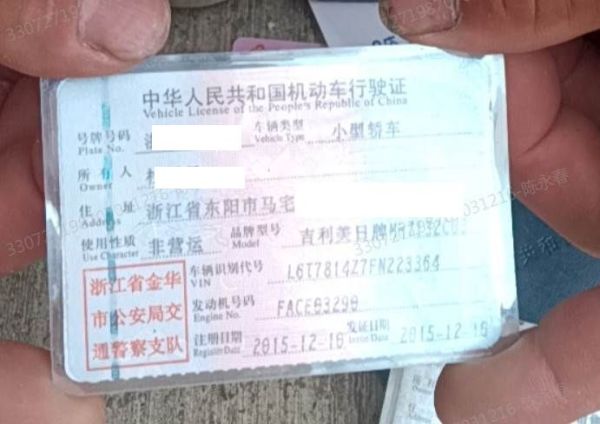 中华人民共和国机动车行驶证
Vehicle License of the People's Republic of China
号牌号码 浙 车辆类型 小型轿车
Plate No. Vehicle Type
所有人
Owner
住址 浙江省东阳市马宅
Address
使用性质 非营运 品牌型号 吉利美日牌
Use Character Model
浙江省金华
市公安局交
通警察支队
车辆识别代号 L6T7814Z7FN223364
VIN
发动机号码 FACE03290
Engine No.
注册日期 2015-12-16 发证日期 2015-12-16
Register Date Issue Date